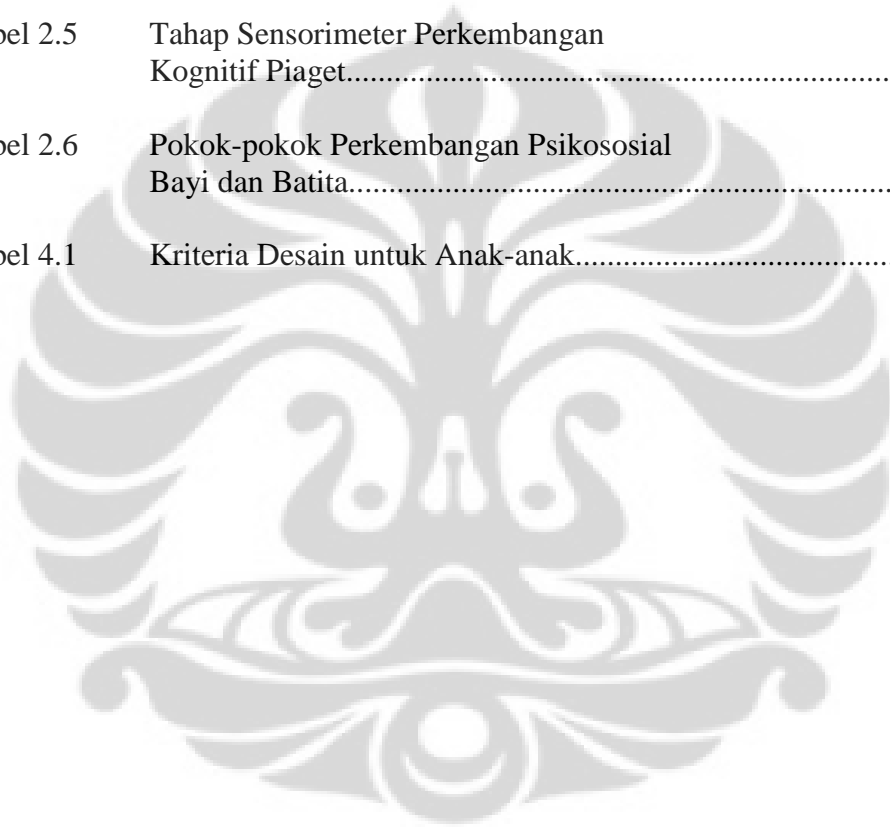 bel 2.5 Tahap Sensorimeter Perkembangan
Kognitif Piaget.............................................................................
bel 2.6 Pokok-pokok Perkembangan Psikososial
Bayi dan Batita.............................................................................
bel 4.1 Kriteria Desain untuk Anak-anak............................................